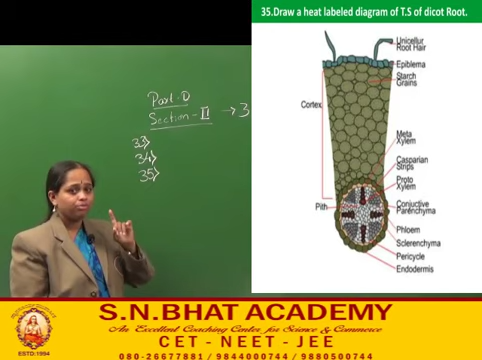 35.Draw a heat labeled diagram of T.S of dicot Root.
Unicellur
Root Hair
Epiblema
Starch
Grains
Cortex
Meta
Xylem
Casparian
Strips
Proto
Xylem
Pith
Conjuctive
Parenchyma
Phloem
Sclerenchyma
Pericycle
Endodermis
Part-D
Section-II → 3
33)
34)
35)
S.N.BHAT ACADEMY
An Excellent Coaching Center for Science & Commerce
CET - NEET - JEE
080-26677881 / 9844000744 / 9880500744
ESTD:1994